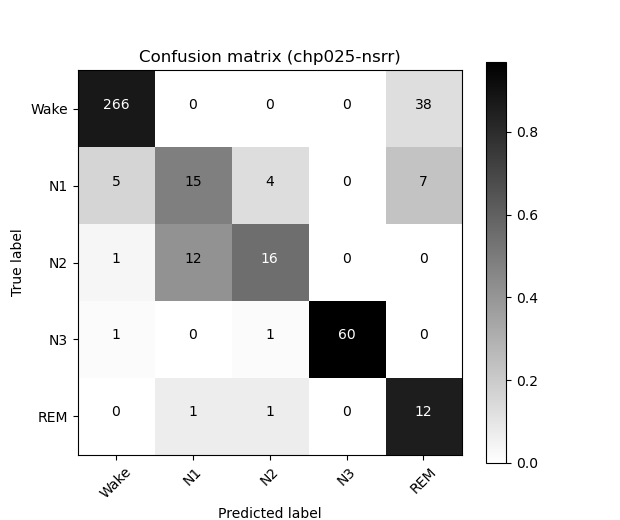 Confusion matrix (chp025-nsrr)
True label
Wake 266 0 0 0 38
N1 5 15 4 0 7
N2 1 12 16 0 0
N3 1 0 1 60 0
REM 0 1 1 0 12
Wake N1 N2 N3 REM
Predicted label
0.8
0.6
0.4
0.2
0.0